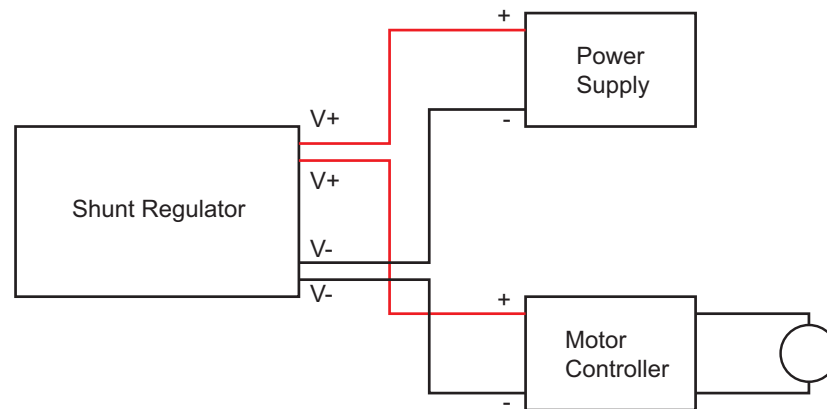 +
Power
Supply
-
V+
V+
Shunt Regulator
V-
V-
+
Motor
Controller
-